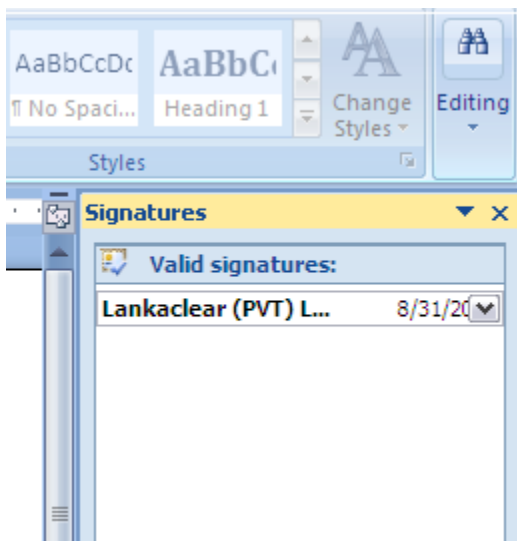 AaBbCcDc AaBbC
¶ No Spaci... Heading 1
Change
Styles
Editing
Styles
Signatures
Valid signatures:
Lankaclear (PVT) L... 8/31/20